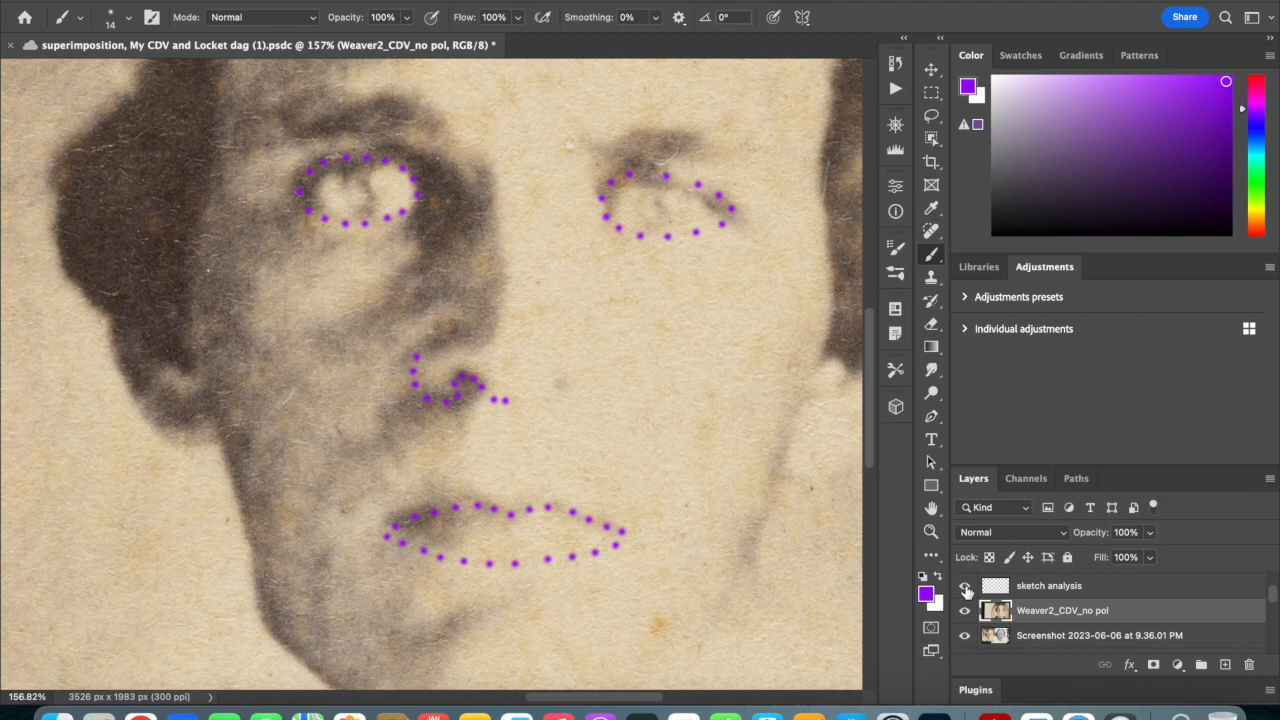 14
Mode: Normal
Opacity: 100%
Flow: 100%
Smoothing: 0%
0°
Share
superimposition, My CDV and Locket dag (1).psdc @ 157% (Weaver2_CDV_no pol, RGB/8) *
Color
Swatches
Gradients
Patterns
Libraries
Adjustments
Adjustments presets
Individual adjustments
Layers
Channels
Paths
Kind
Normal
Opacity: 100%
Lock:
Fill: 100%
sketch analysis
Weaver2_CDV_no pol
Screenshot 2023-06-06 at 9.36.01 PM
fx
Plugins
156.82%
3526 px x 1983 px (300 ppi)
JAN